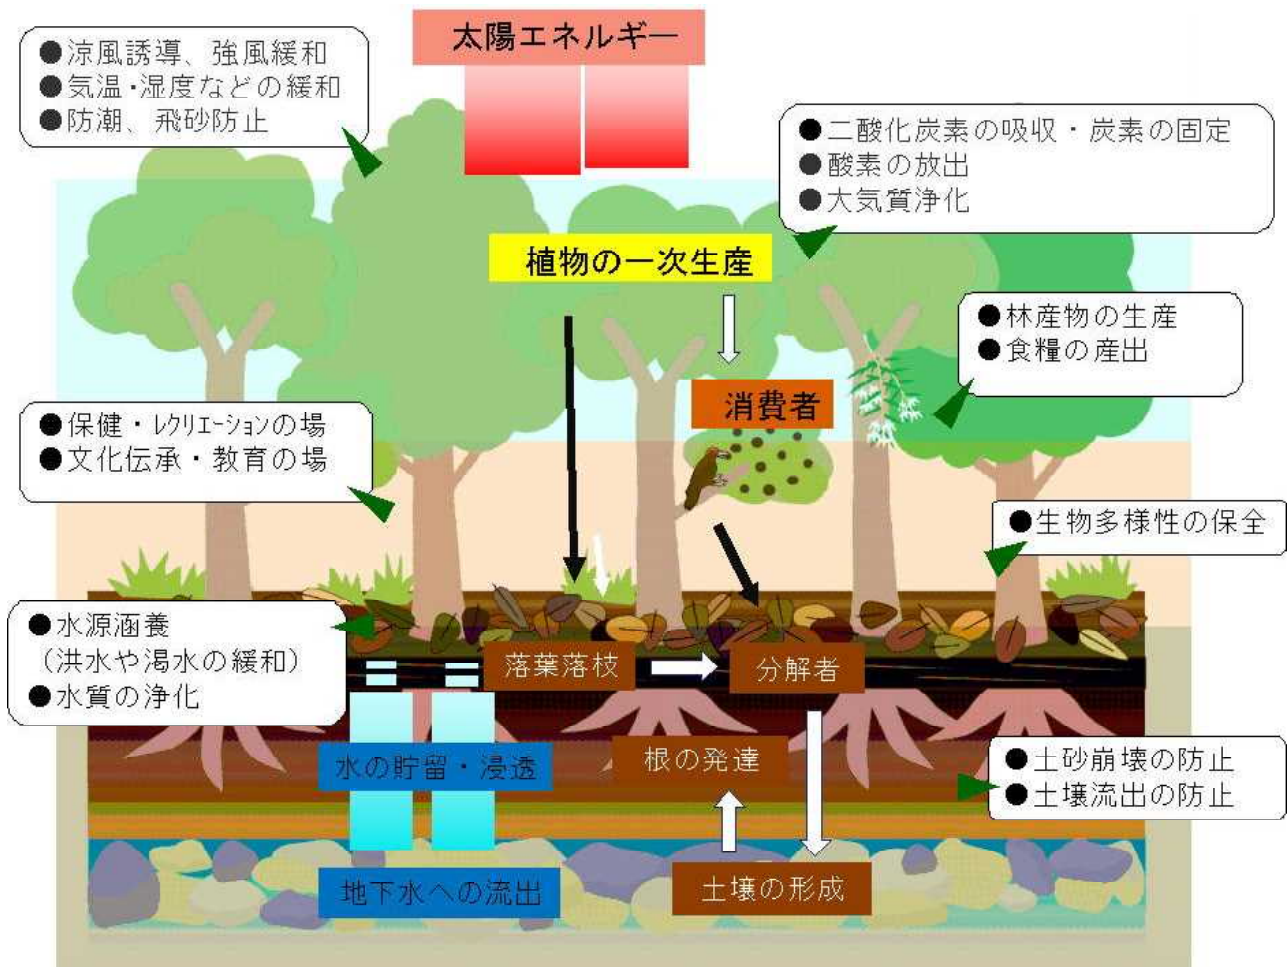 太陽エネルギー
●涼風誘導、強風緩和
●気温・湿度などの緩和
●防潮、飛砂防止
●二酸化炭素の吸収・炭素の固定
●酸素の放出
●大気質浄化
植物の一次生産
●林産物の生産
●食糧の産出
消費者
●保健・レクリエーションの場
●文化伝承・教育の場
●生物多様性の保全
●水源涵養
（洪水や渇水の緩和）
●水質の浄化
落葉落枝
分解者
水の貯留・浸透
根の発達
●土砂崩壊の防止
●土壌流出の防止
地下水への流出
土壌の形成